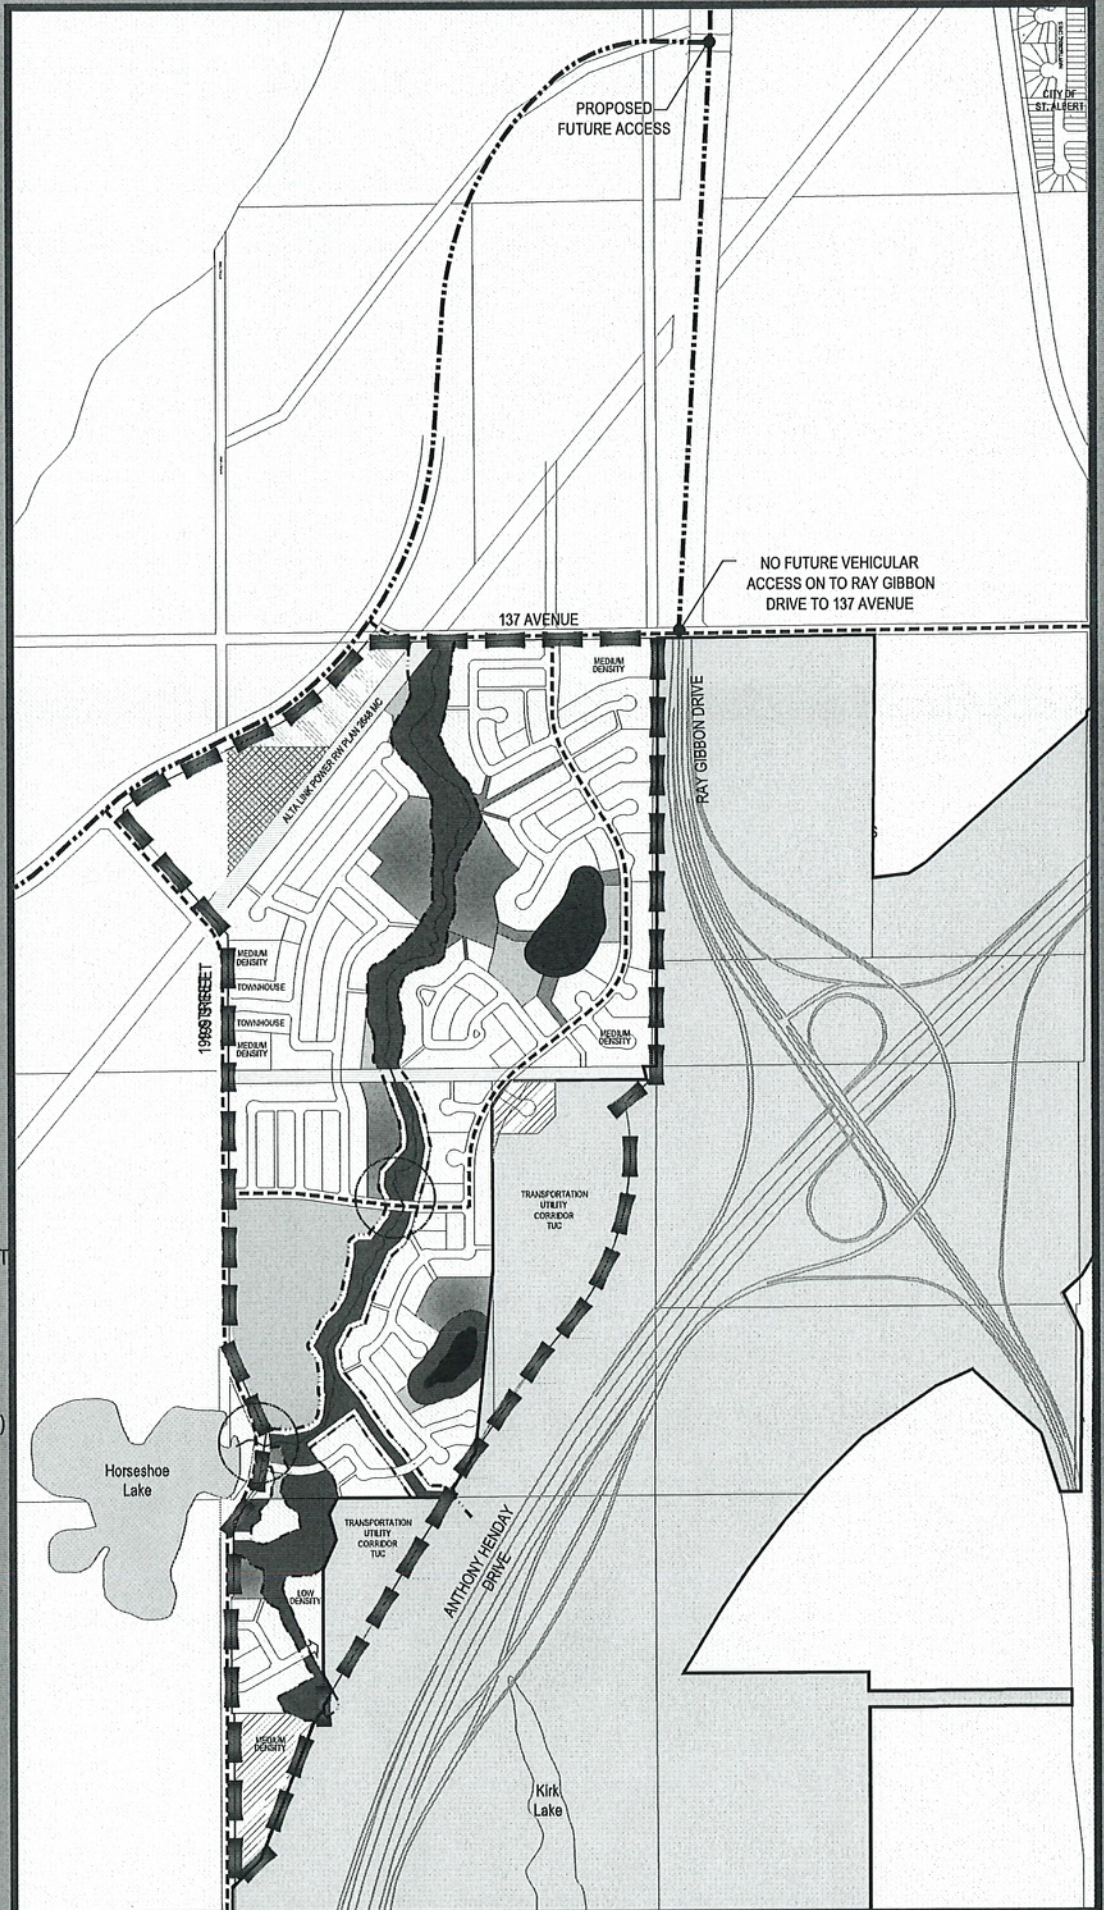 CITY OF
ST. ALBERT
PROPOSED
FUTURE ACCESS
NO FUTURE VEHICULAR
ACCESS ON TO RAY GIBBON
DRIVE TO 137 AVENUE
137 AVENUE
MEDIUM
DENSITY
RAY GIBBON DRIVE
ALTA LINK POWER RW PLAN 2648 MC
MEDIUM
DENSITY
TOWNHOUSE
TOWNHOUSE
MEDIUM
DENSITY
MEDIUM
DENSITY
TRANSPORTATION
UTILITY
CORRIDOR
TUC
Horseshoe
Lake
TRANSPORTATION
UTILITY
CORRIDOR
TUC
ANTHONY HENDAY
DRIVE
LOW
DENSITY
MEDIUM
DENSITY
Kirk
Lake